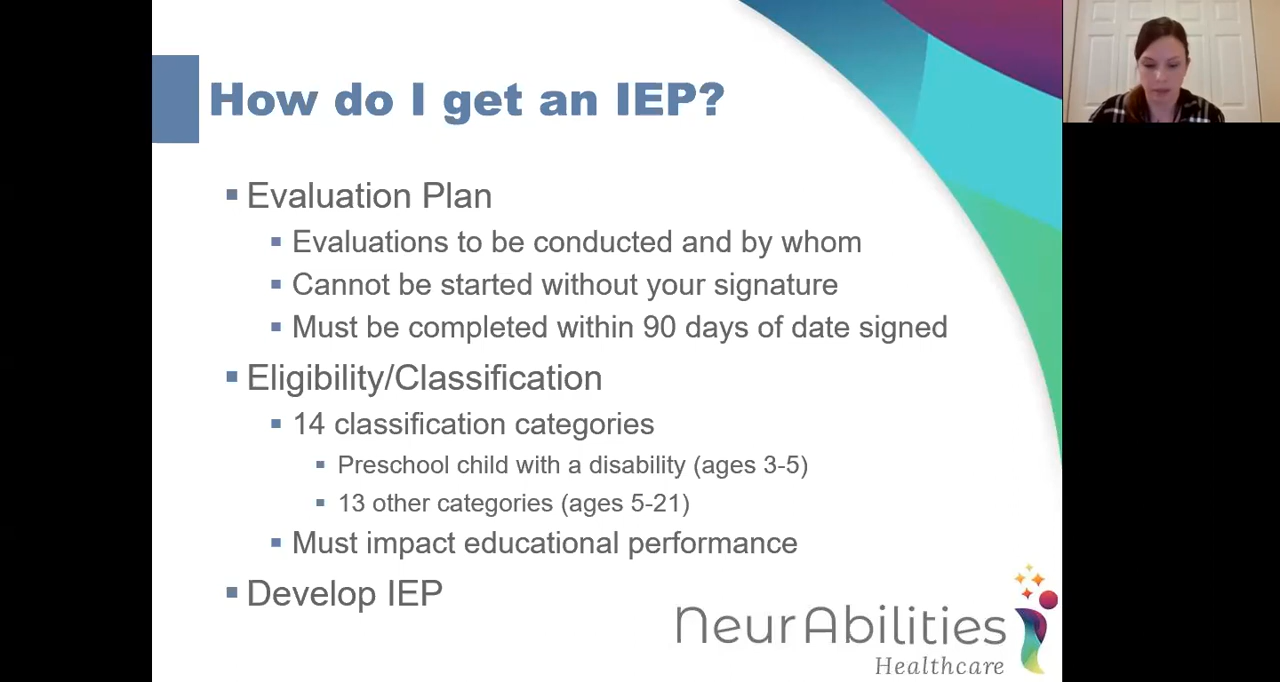 How do I get an IEP?
Evaluation Plan
Evaluations to be conducted and by whom
Cannot be started without your signature
Must be completed within 90 days of date signed
Eligibility/Classification
14 classification categories
Preschool child with a disability (ages 3-5)
13 other categories (ages 5-21)
Must impact educational performance
Develop IEP
NeurAbilities
Healthcare